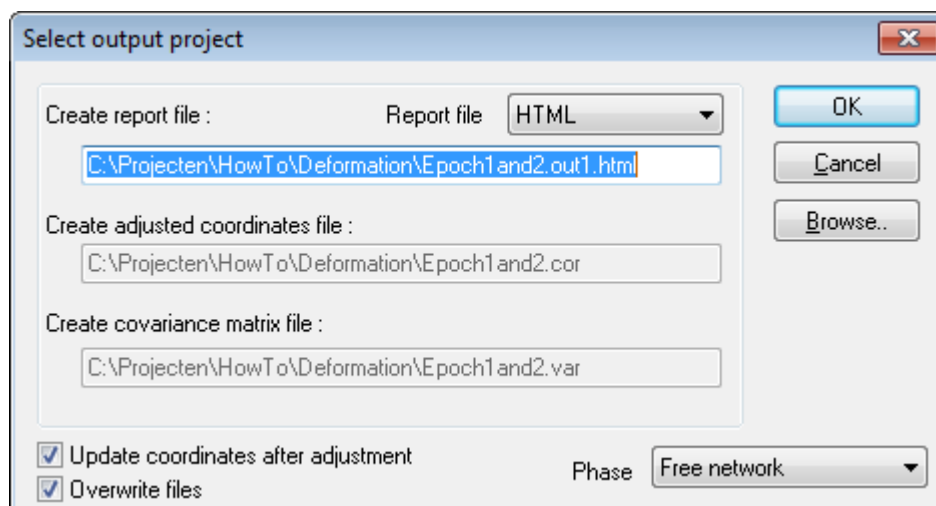 Select output project
Create report file : Report file HTML OK
C:\Projecten\HowTo\Deformation\Epoch1and2.out1.html Cancel
Create adjusted coordinates file : Browse..
C:\Projecten\HowTo\Deformation\Epoch1and2.cor
Create covariance matrix file :
C:\Projecten\HowTo\Deformation\Epoch1and2.var
Update coordinates after adjustment
Phase Free network
Overwrite files